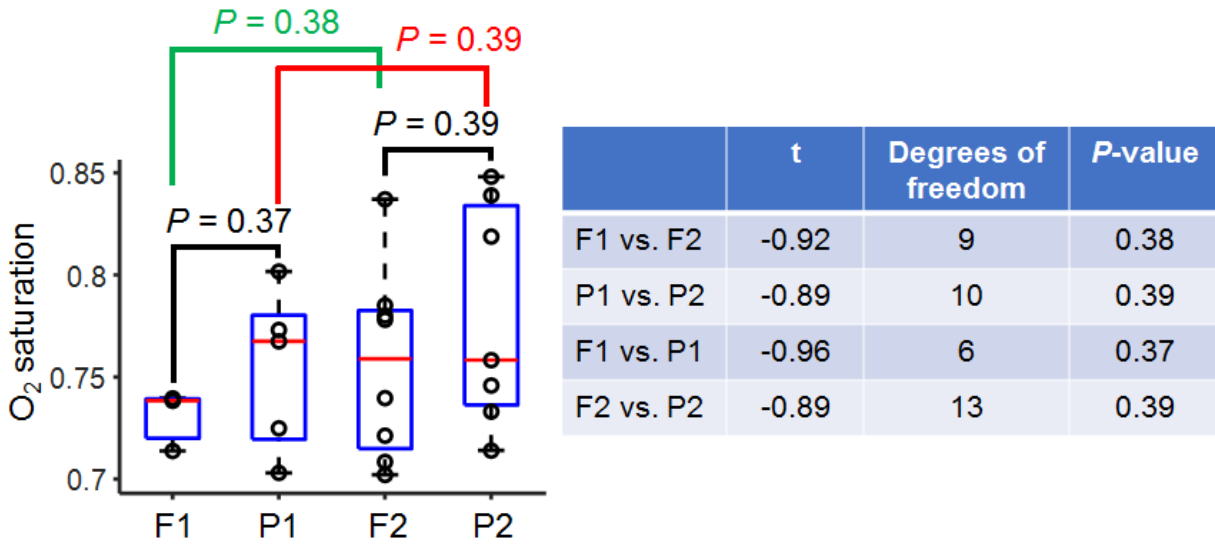 P = 0.38
P = 0.39
P = 0.39
P = 0.37
O₂ saturation
0.85
0.8
0.75
0.7
F1 P1 F2 P2
t Degrees of freedom P-value
F1 vs. F2 -0.92 9 0.38
P1 vs. P2 -0.89 10 0.39
F1 vs. P1 -0.96 6 0.37
F2 vs. P2 -0.89 13 0.39